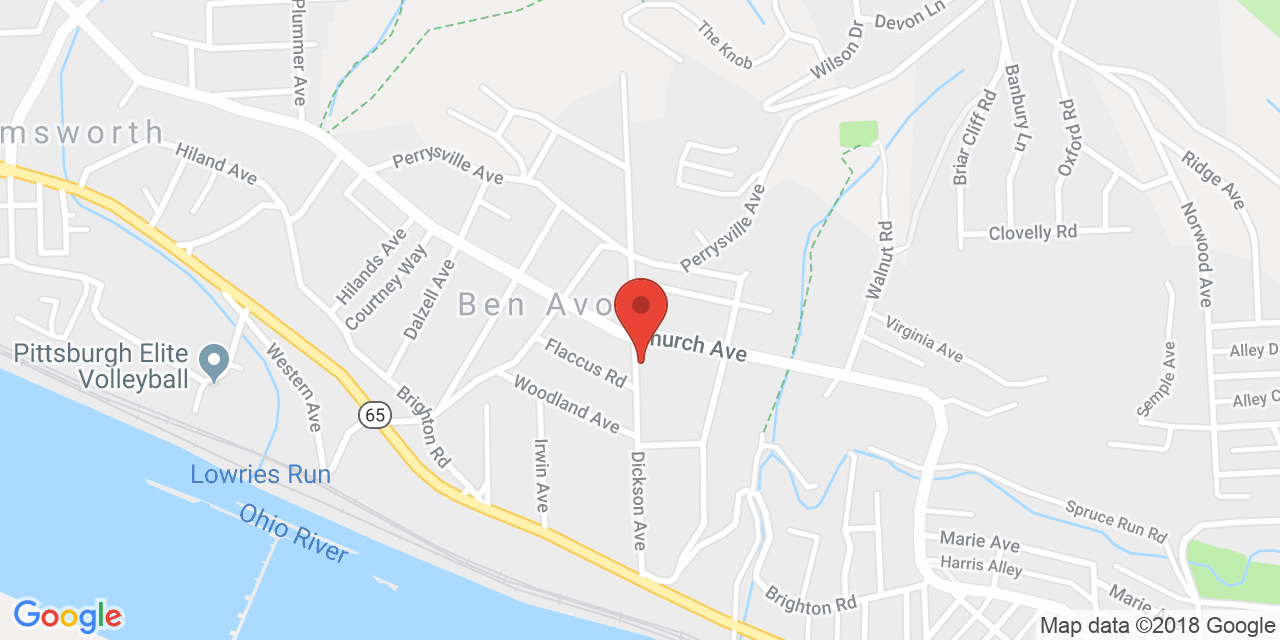 Plummer Ave
The Knob
Wilson Dr
Devon Ln
Banbury Ln
Briar Cliff Rd
Oxford Rd
Ridge Ave
Norwood Ave
msworth
Hiland Ave
Perrysville Ave
Perrysville Ave
Clovelly Rd
Walnut Rd
Hilands Ave
Courtney Way
Dalzell Ave
Ben Avo
hurch Ave
Virginia Ave
Semple Ave
Alley D
Alley C
Pittsburgh Elite
Volleyball
Western Ave
65
Brighton Rd
Flaccus Rd
Woodland Ave
Irwin Ave
Dickson Ave
Lowries Run
Ohio River
Spruce Run Rd
Marie Ave
Harris Alley
Marie Ave
Brighton Rd
Google
Map data ©2018 Google